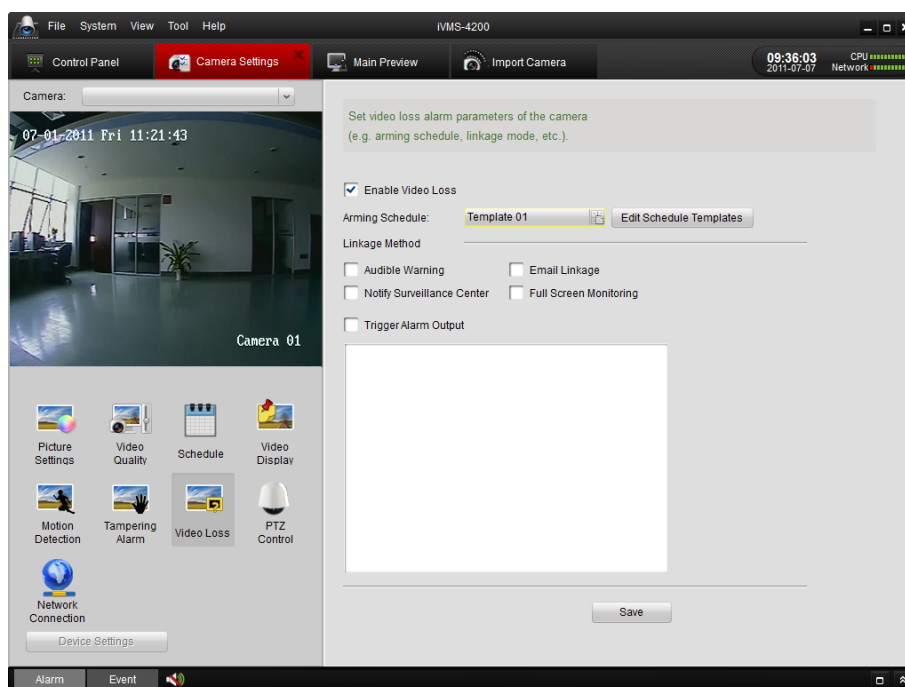 File System View Tool Help iVMS-4200
Control Panel Camera Settings Main Preview Import Camera 09:36:03 CPU
2011-07-07 Network
Camera:
07-01-2011 Fri 11:21:43
Camera 01
Picture Settings
Video Quality
Schedule
Video Display
Motion Detection
Tampering Alarm
Video Loss
PTZ Control
Network Connection
Device Settings
Set video loss alarm parameters of the camera
(e.g. arming schedule, linkage mode, etc.).
Enable Video Loss
Arming Schedule: Template 01 Edit Schedule Templates
Linkage Method
Audible Warning Email Linkage
Notify Surveillance Center Full Screen Monitoring
Trigger Alarm Output
Save
Alarm Event